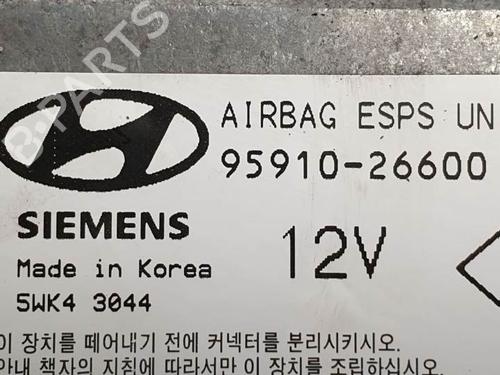 B-PARTS
AIRBAG ESPS UN
95910-26600
SIEMENS
12V
Made in Korea
5WK4 3044
이 장치를 떼어내기 전에 커넥터를 분리시키시오.
안내 책자의 지침에 따라서만 이 장치를 조립하십시오.